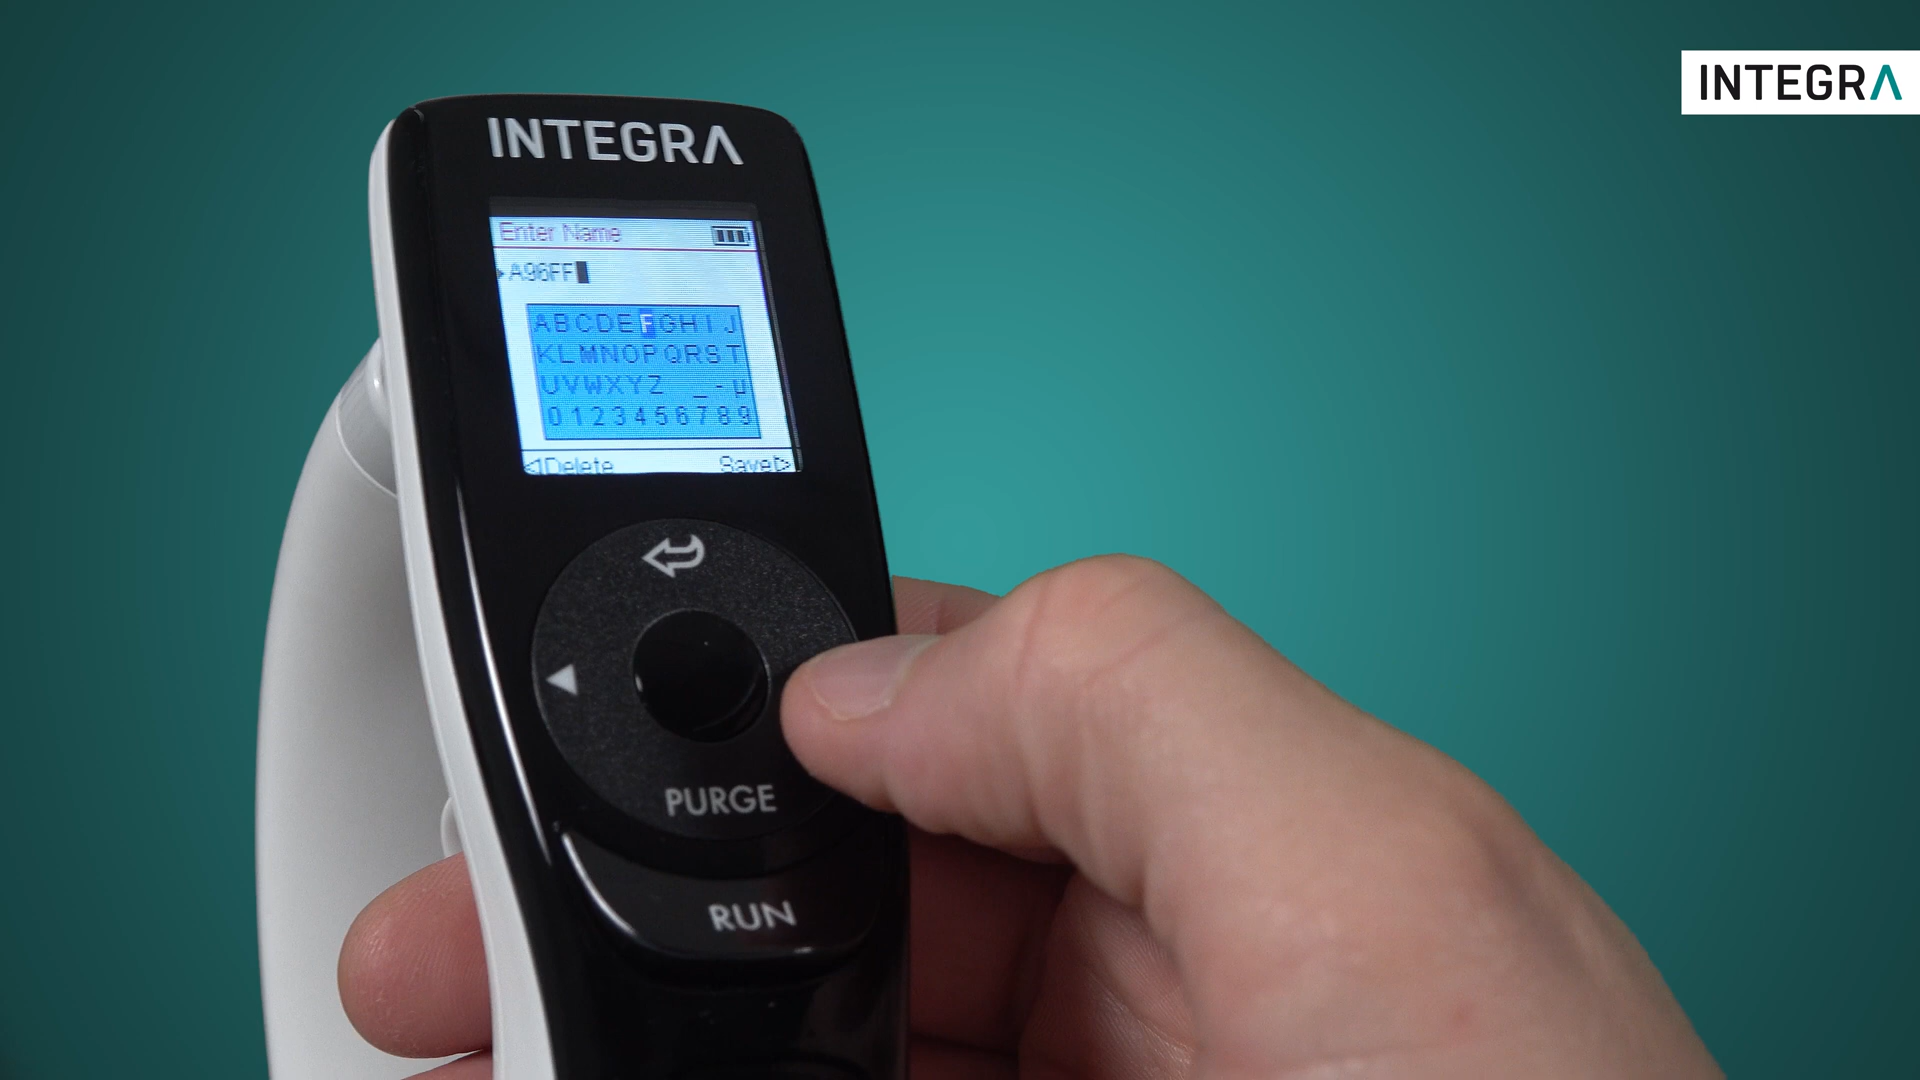 INTEGRA
INTEGRA
Enter Name
A96FF
ABCDEFGHIJ
KLMNOPQRST
UVWXYZ _-µ
0123456789
Delete Save
PURGE
RUN